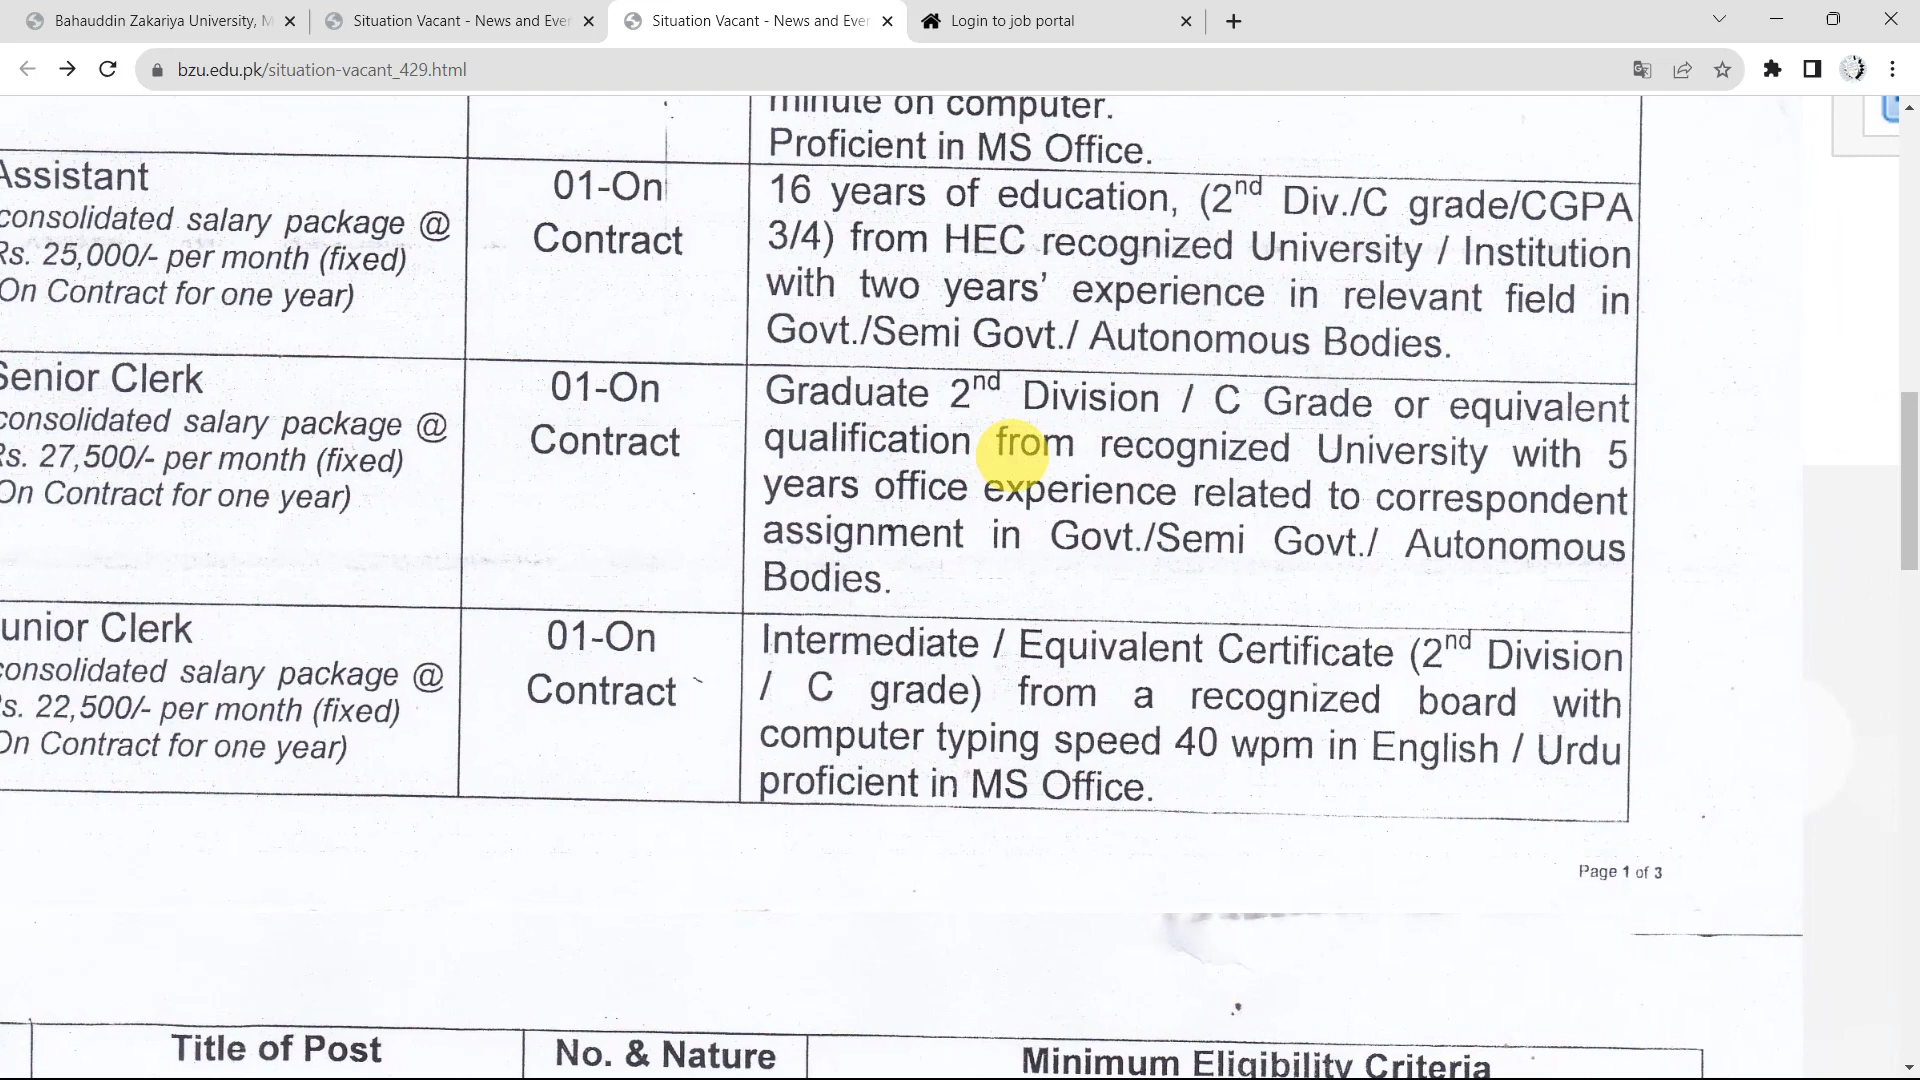 Bahauddin Zakariya University, M
Situation Vacant - News and Ever
Situation Vacant - News and Ever
Login to job portal
bzu.edu.pk/situation-vacant_429.html
minute on computer.
Proficient in MS Office.
Assistant
consolidated salary package @
Rs. 25,000/- per month (fixed)
On Contract for one year)
01-On
Contract
16 years of education, (2nd Div./C grade/CGPA
3/4) from HEC recognized University / Institution
with two years' experience in relevant field in
Govt./Semi Govt./ Autonomous Bodies.
Senior Clerk
consolidated salary package @
Rs. 27,500/- per month (fixed)
On Contract for one year)
01-On
Contract
Graduate 2nd Division / C Grade or equivalent
qualification from recognized University with 5
years office experience related to correspondent
assignment in Govt./Semi Govt./ Autonomous
Bodies.
unior Clerk
consolidated salary package @
s. 22,500/- per month (fixed)
On Contract for one year)
01-On
Contract
Intermediate / Equivalent Certificate (2nd Division
/ C grade) from a recognized board with
computer typing speed 40 wpm in English / Urdu
proficient in MS Office.
Page 1 of 3
Title of Post
No. & Nature
Minimum Eligibility Criteria